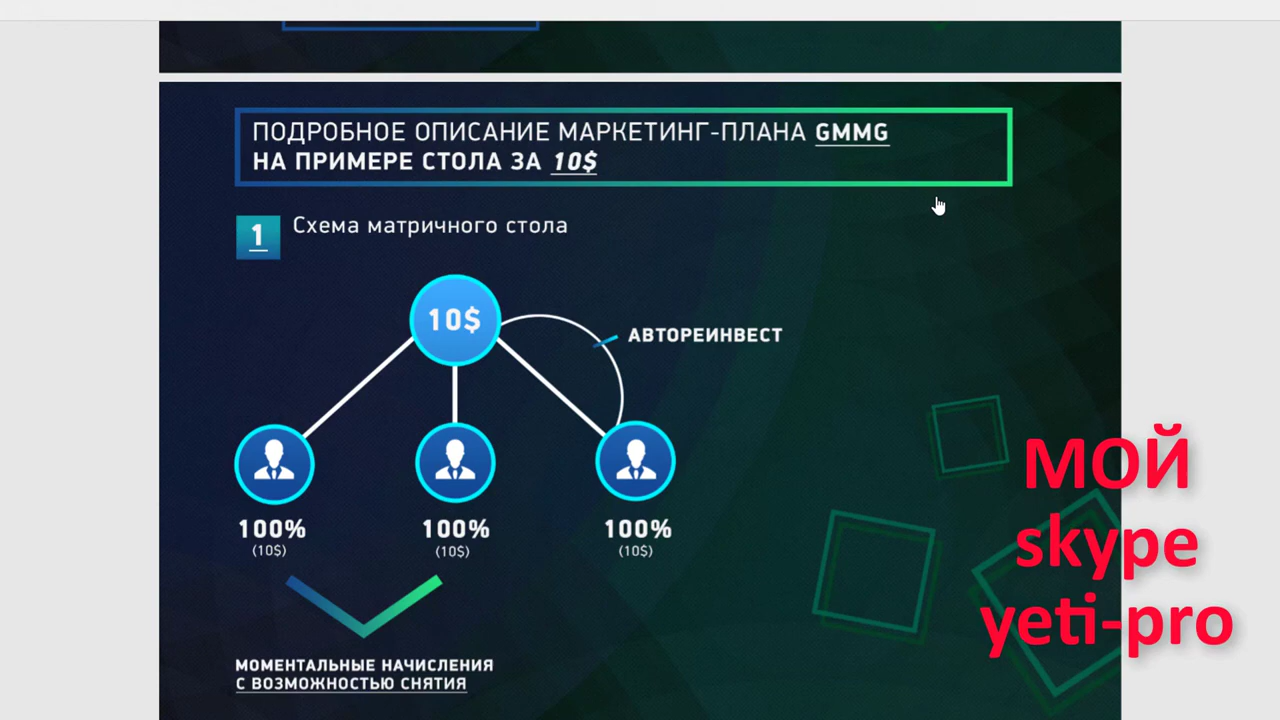 ПОДРОБНОЕ ОПИСАНИЕ МАРКЕТИНГ-ПЛАНА GMMG
НА ПРИМЕРЕ СТОЛА ЗА 10$
1 Схема матричного стола
10$
АВТОРЕИНВЕСТ
100% 100% 100%
(10$) (10$) (10$)
МОМЕНТАЛЬНЫЕ НАЧИСЛЕНИЯ
С ВОЗМОЖНОСТЬЮ СНЯТИЯ
МОЙ
skype
yeti-pro